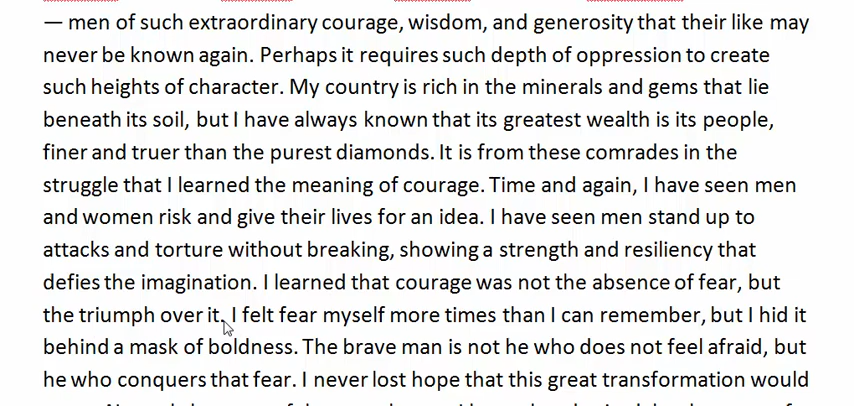 — men of such extraordinary courage, wisdom, and generosity that their like may
never be known again. Perhaps it requires such depth of oppression to create
such heights of character. My country is rich in the minerals and gems that lie
beneath its soil, but I have always known that its greatest wealth is its people,
finer and truer than the purest diamonds. It is from these comrades in the
struggle that I learned the meaning of courage. Time and again, I have seen men
and women risk and give their lives for an idea. I have seen men stand up to
attacks and torture without breaking, showing a strength and resiliency that
defies the imagination. I learned that courage was not the absence of fear, but
the triumph over it. I felt fear myself more times than I can remember, but I hid it
behind a mask of boldness. The brave man is not he who does not feel afraid, but
he who conquers that fear. I never lost hope that this great transformation would